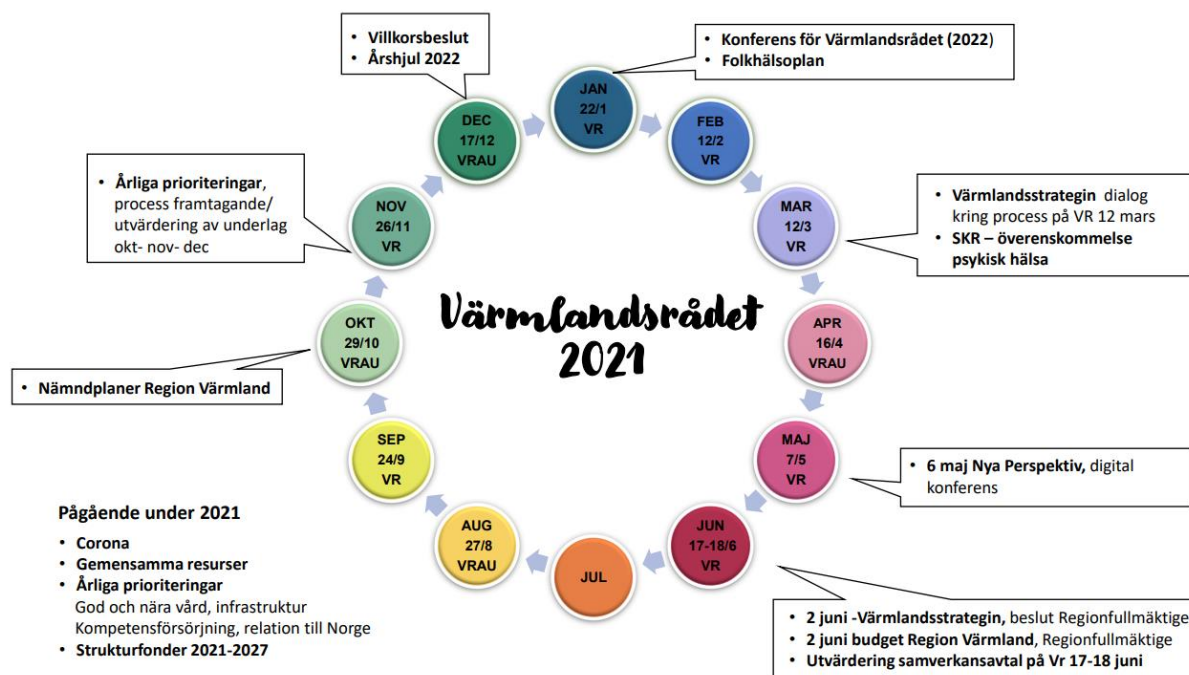 • Villkorsbeslut
• Årshjul 2022
• Konferens för Värmlandsrådet (2022)
• Folkhälsoplan
JAN
22/1
VR
FEB
12/2
VR
• Värmlandsstrategin dialog
kring process på VR 12 mars
• SKR – överenskommelse
psykisk hälsa
MAR
12/3
VR
APR
16/4
VRAU
• 6 maj Nya Perspektiv, digital
konferens
MAJ
7/5
VR
JUN
17-18/6
VR
• 2 juni -Värmlandsstrategin, beslut Regionfullmäktige
• 2 juni budget Region Värmland, Regionfullmäktige
• Utvärdering samverkansavtal på Vr 17-18 juni
JUL
AUG
27/8
VRAU
SEP
24/9
VR
OKT
29/10
VRAU
• Nämndplaner Region Värmland
NOV
26/11
VR
• Årliga prioriteringar,
process framtagande/
utvärdering av underlag
okt- nov- dec
DEC
17/12
VRAU
Värmlandsrådet
2021
Pågående under 2021
• Corona
• Gemensamma resurser
• Årliga prioriteringar
God och nära vård, infrastruktur
Kompetensförsörjning, relation till Norge
• Strukturfonder 2021-2027